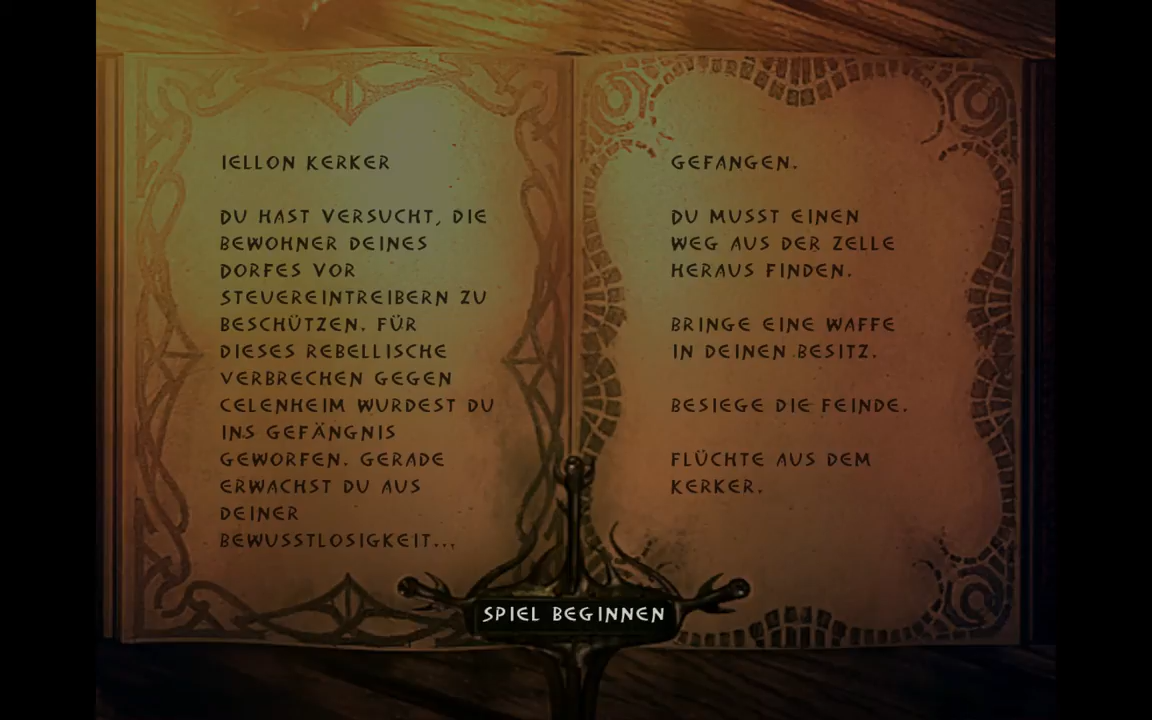 IELLON KERKER
DU HAST VERSUCHT, DIE
BEWOHNER DEINES
DORFES VOR
STEUEREINTREIBERN ZU
BESCHÜTZEN. FÜR
DIESES REBELLISCHE
VERBRECHEN GEGEN
CELENHEIM WURDEST DU
INS GEFÄNGNIS
GEWORFEN. GERADE
ERWACHST DU AUS
DEINER
BEWUSSTLOSIGKEIT...
GEFANGEN.
DU MUSST EINEN
WEG AUS DER ZELLE
HERAUS FINDEN.
BRINGE EINE WAFFE
IN DEINEN BESITZ.
BESIEGE DIE FEINDE.
FLÜCHTE AUS DEM
KERKER.
SPIEL BEGINNEN